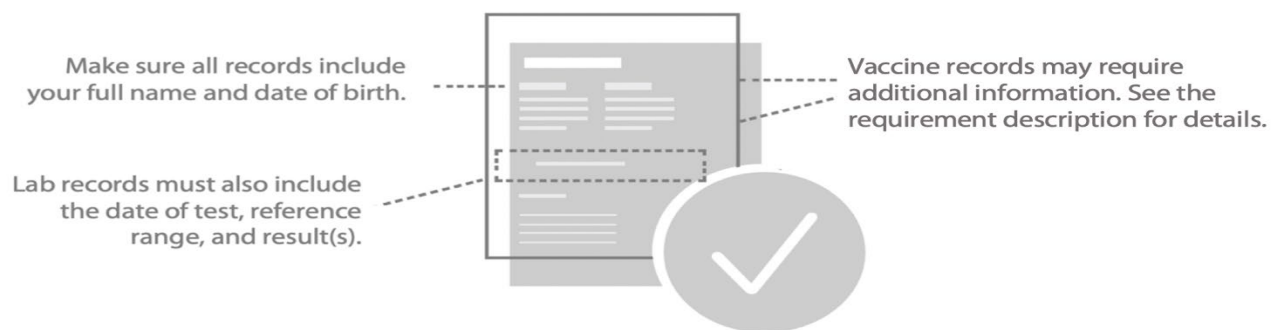 Make sure all records include
your full name and date of birth.
Lab records must also include
the date of test, reference
range, and result(s).
Vaccine records may require
additional information. See the
requirement description for details.